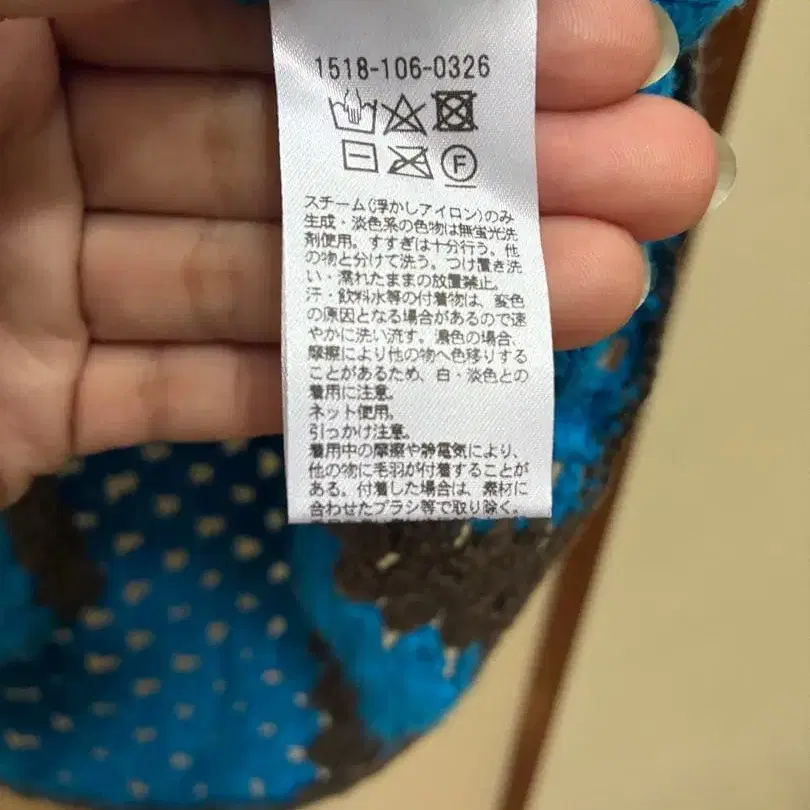 1518-106-0326
F
スチーム(浮かしアイロン)のみ
生成・淡色系の色物は無蛍光洗
剤使用。すすぎは十分行う。他
の物と分けて洗う。つけ置き洗
い・濡れたままの放置禁止。
汗・飲料水等の付着物は、変色
の原因となる場合があるので速
やかに洗い流す。濃色の場合、
摩擦により他の物へ色移りする
ことがあるため、白・淡色との
着用に注意。
ネット使用。
引っかけ注意。
着用中の摩擦や静電気により、
他の物に毛羽が付着することが
ある。付着した場合は、素材に
合わせたブラシ等で取り除く。